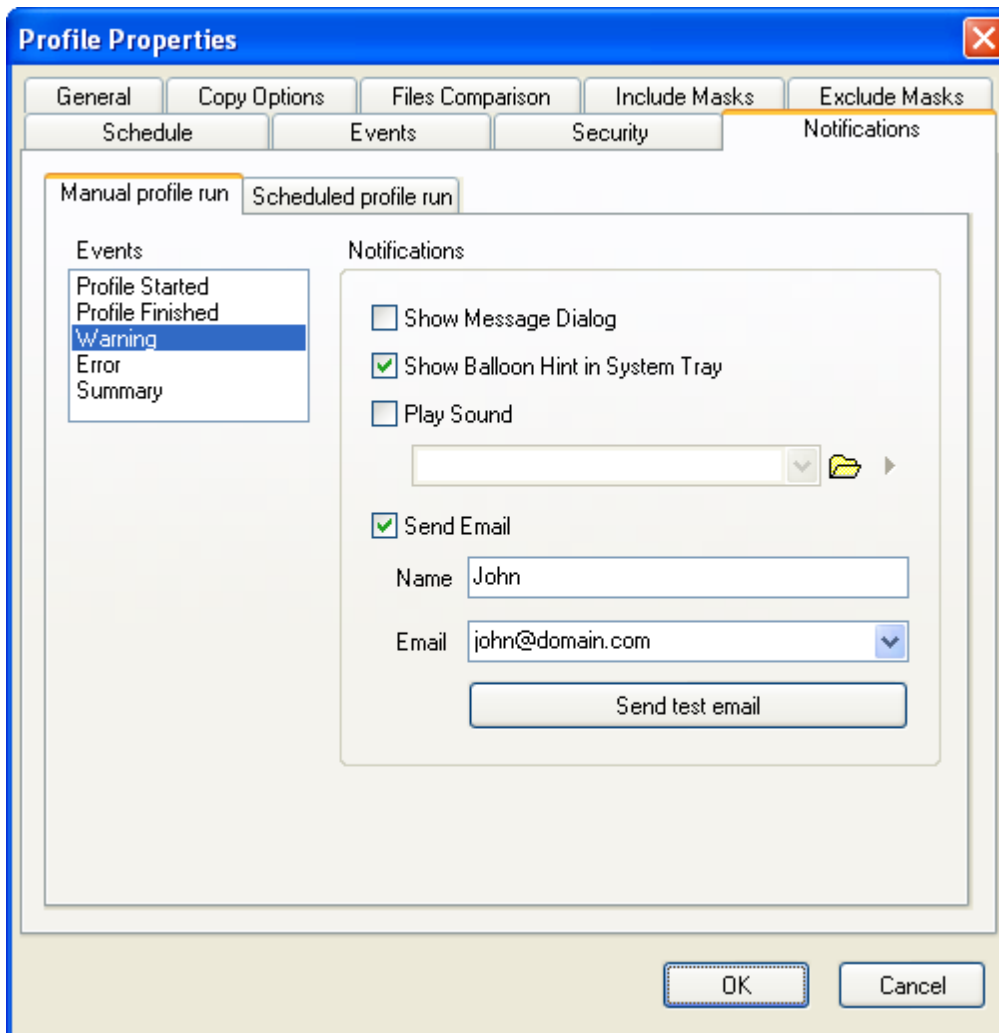 Profile Properties
General Copy Options Files Comparison Include Masks Exclude Masks
Schedule Events Security Notifications
Manual profile run Scheduled profile run
Events Notifications
Profile Started
Profile Finished
Warning
Error
Summary
Show Message Dialog
Show Balloon Hint in System Tray
Play Sound
Send Email
Name John
Email john@domain.com
Send test email
OK Cancel